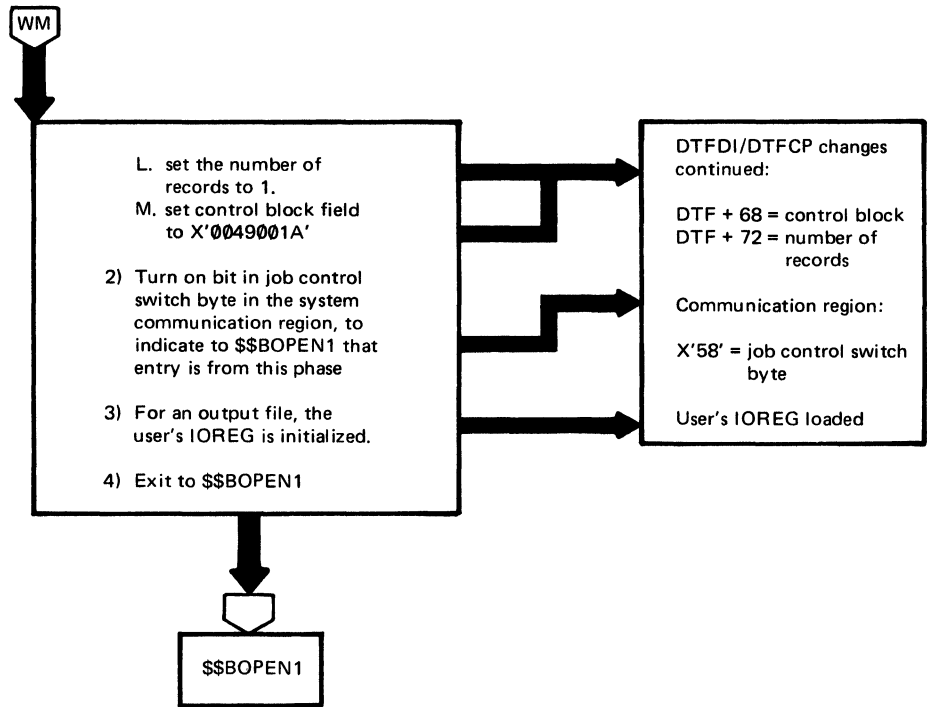 WM
L. set the number of
records to 1.
M. set control block field
to X'0049001A'
2) Turn on bit in job control
switch byte in the system
communication region, to
indicate to $$BOPEN1 that
entry is from this phase
3) For an output file, the
user's IOREG is initialized.
4) Exit to $$BOPEN1
DTFDI/DTFCP changes
continued:
DTF + 68 = control block
DTF + 72 = number of
records
Communication region:
X'58' = job control switch
byte
User's IOREG loaded
$$BOPEN1